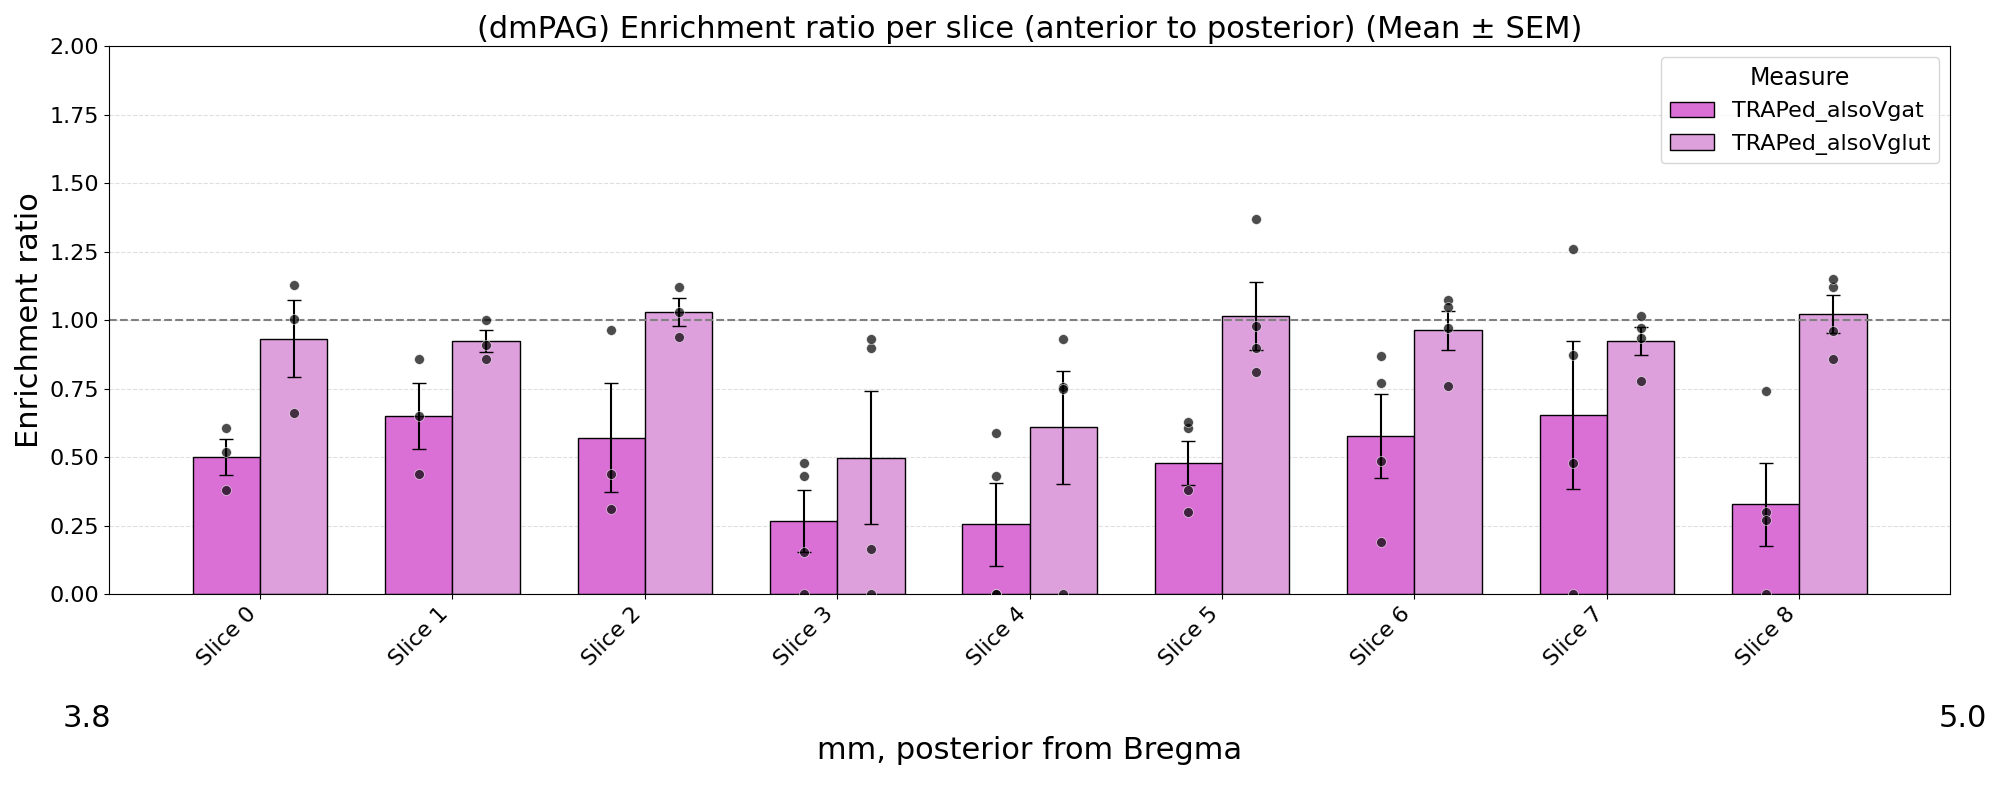 (dmPAG) Enrichment ratio per slice (anterior to posterior) (Mean ± SEM)
2.00
1.75
1.50
1.25
1.00
0.75
0.50
0.25
0.00
Enrichment ratio
Measure
TRAPed_alsoVgat
TRAPed_alsoVglut
Slice 0
Slice 1
Slice 2
Slice 3
Slice 4
Slice 5
Slice 6
Slice 7
Slice 8
3.8
5.0
mm, posterior from Bregma